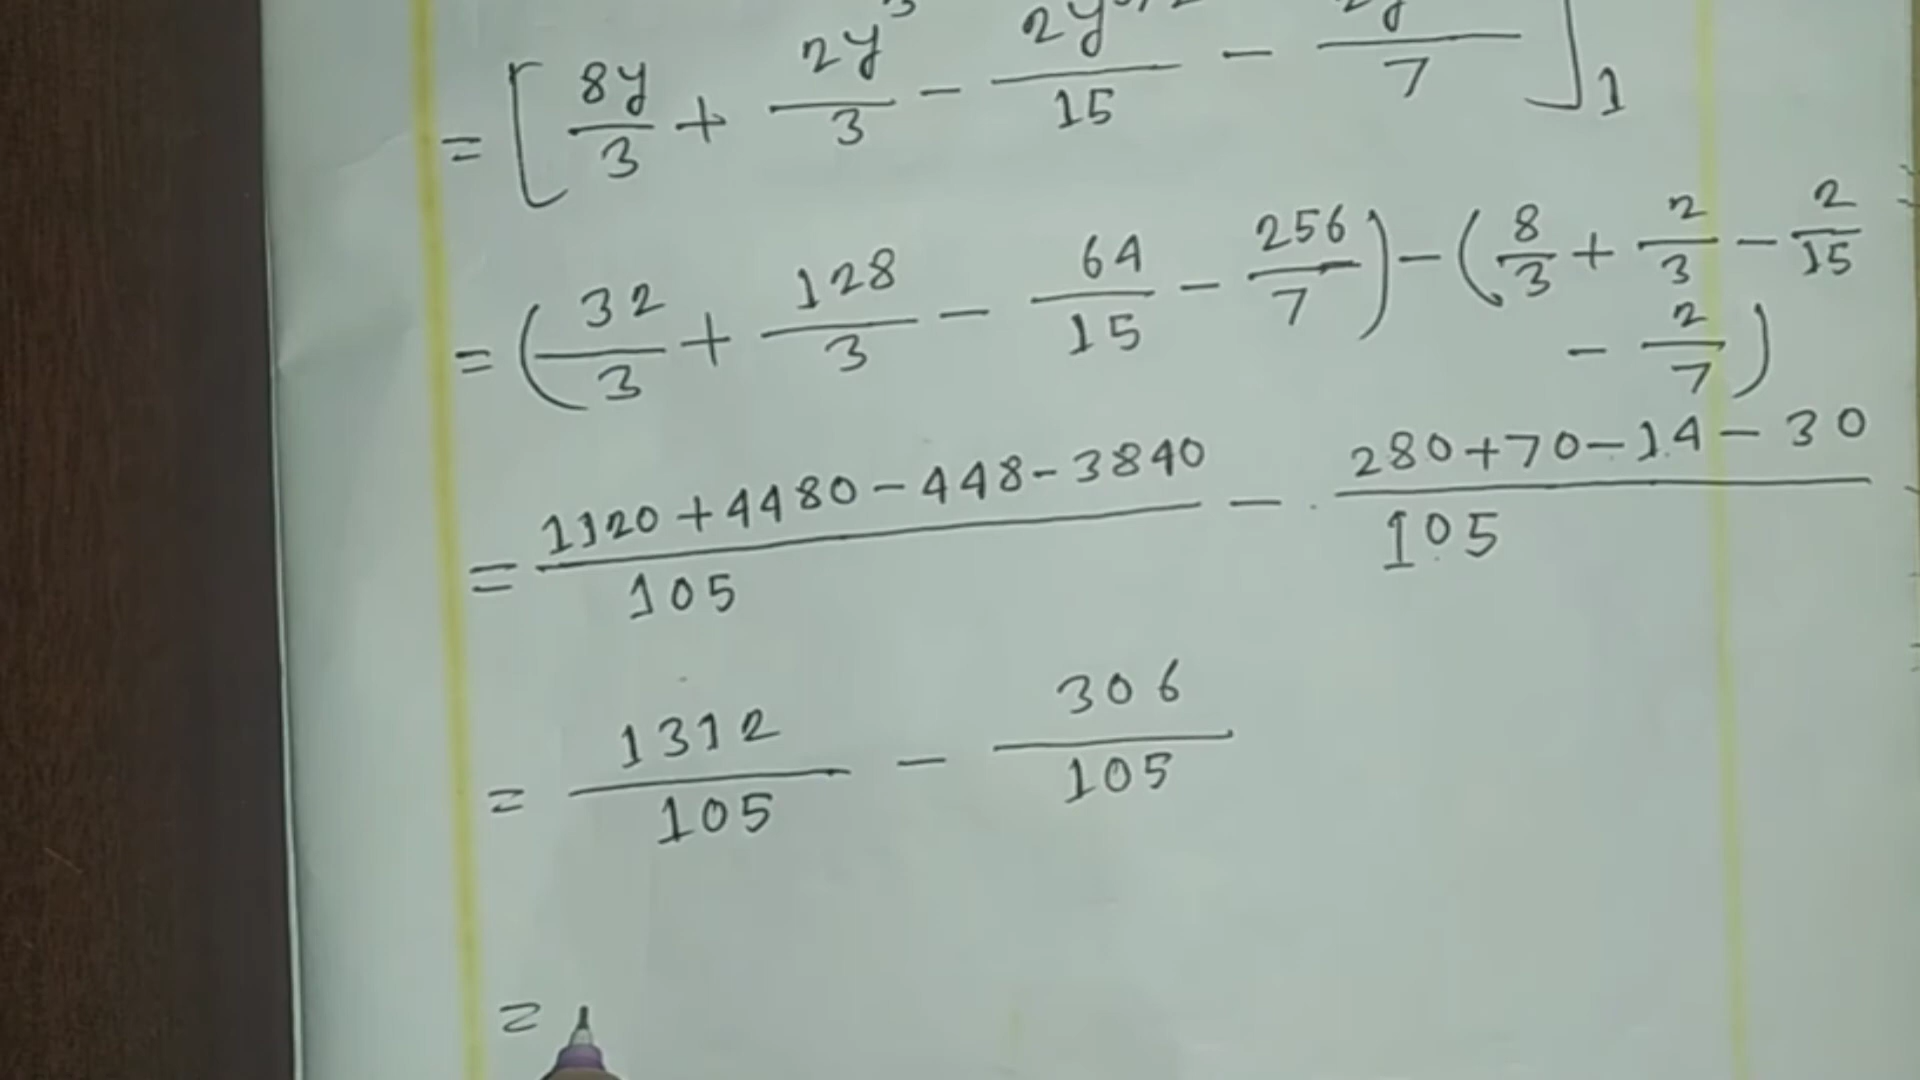 = [ 8y/3 + 2y³/3 - 2y/15 - y/7 ]₁
= ( 32/3 + 128/3 - 64/15 - 256/7 ) - ( 8/3 + 2/3 - 2/15
- 2/7 )
= (1120+4480-448-3840)/105 - (280+70-14-30)/105
= 1312/105 - 306/105
=